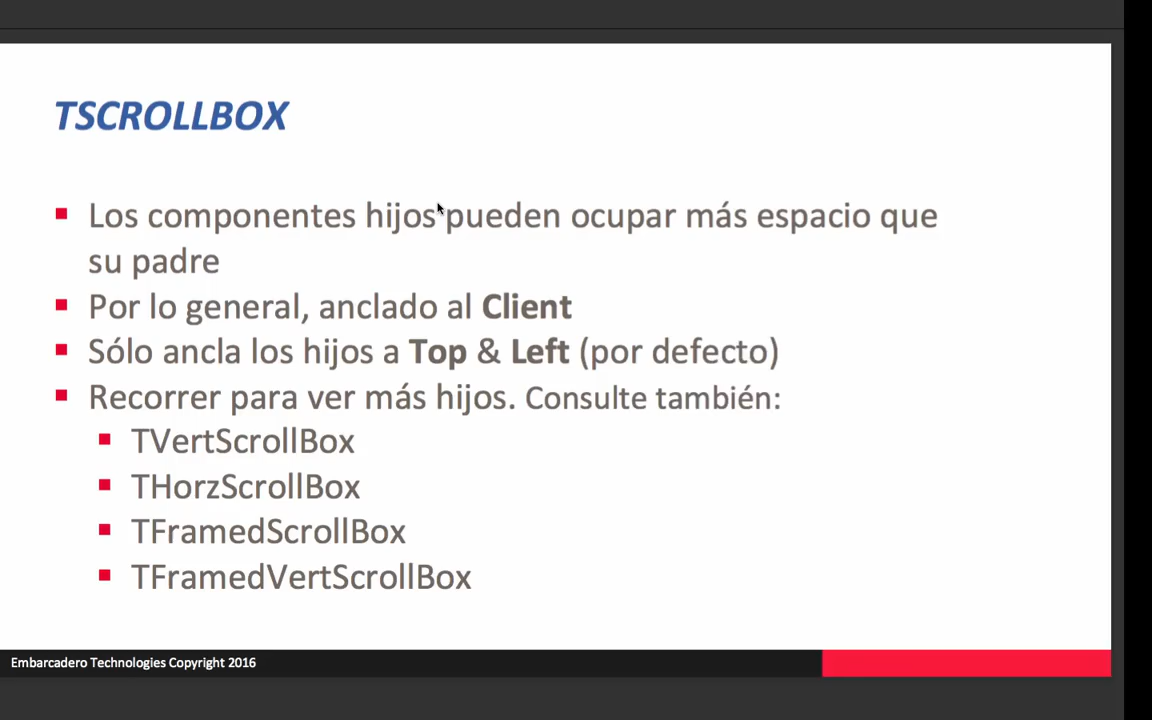 TSCROLLBOX
Los componentes hijos pueden ocupar más espacio que
su padre
Por lo general, anclado al Client
Sólo ancla los hijos a Top & Left (por defecto)
Recorrer para ver más hijos. Consulte también:
TVertScrollBox
THorzScrollBox
TFramedScrollBox
TFramedVertScrollBox
Embarcadero Technologies Copyright 2016